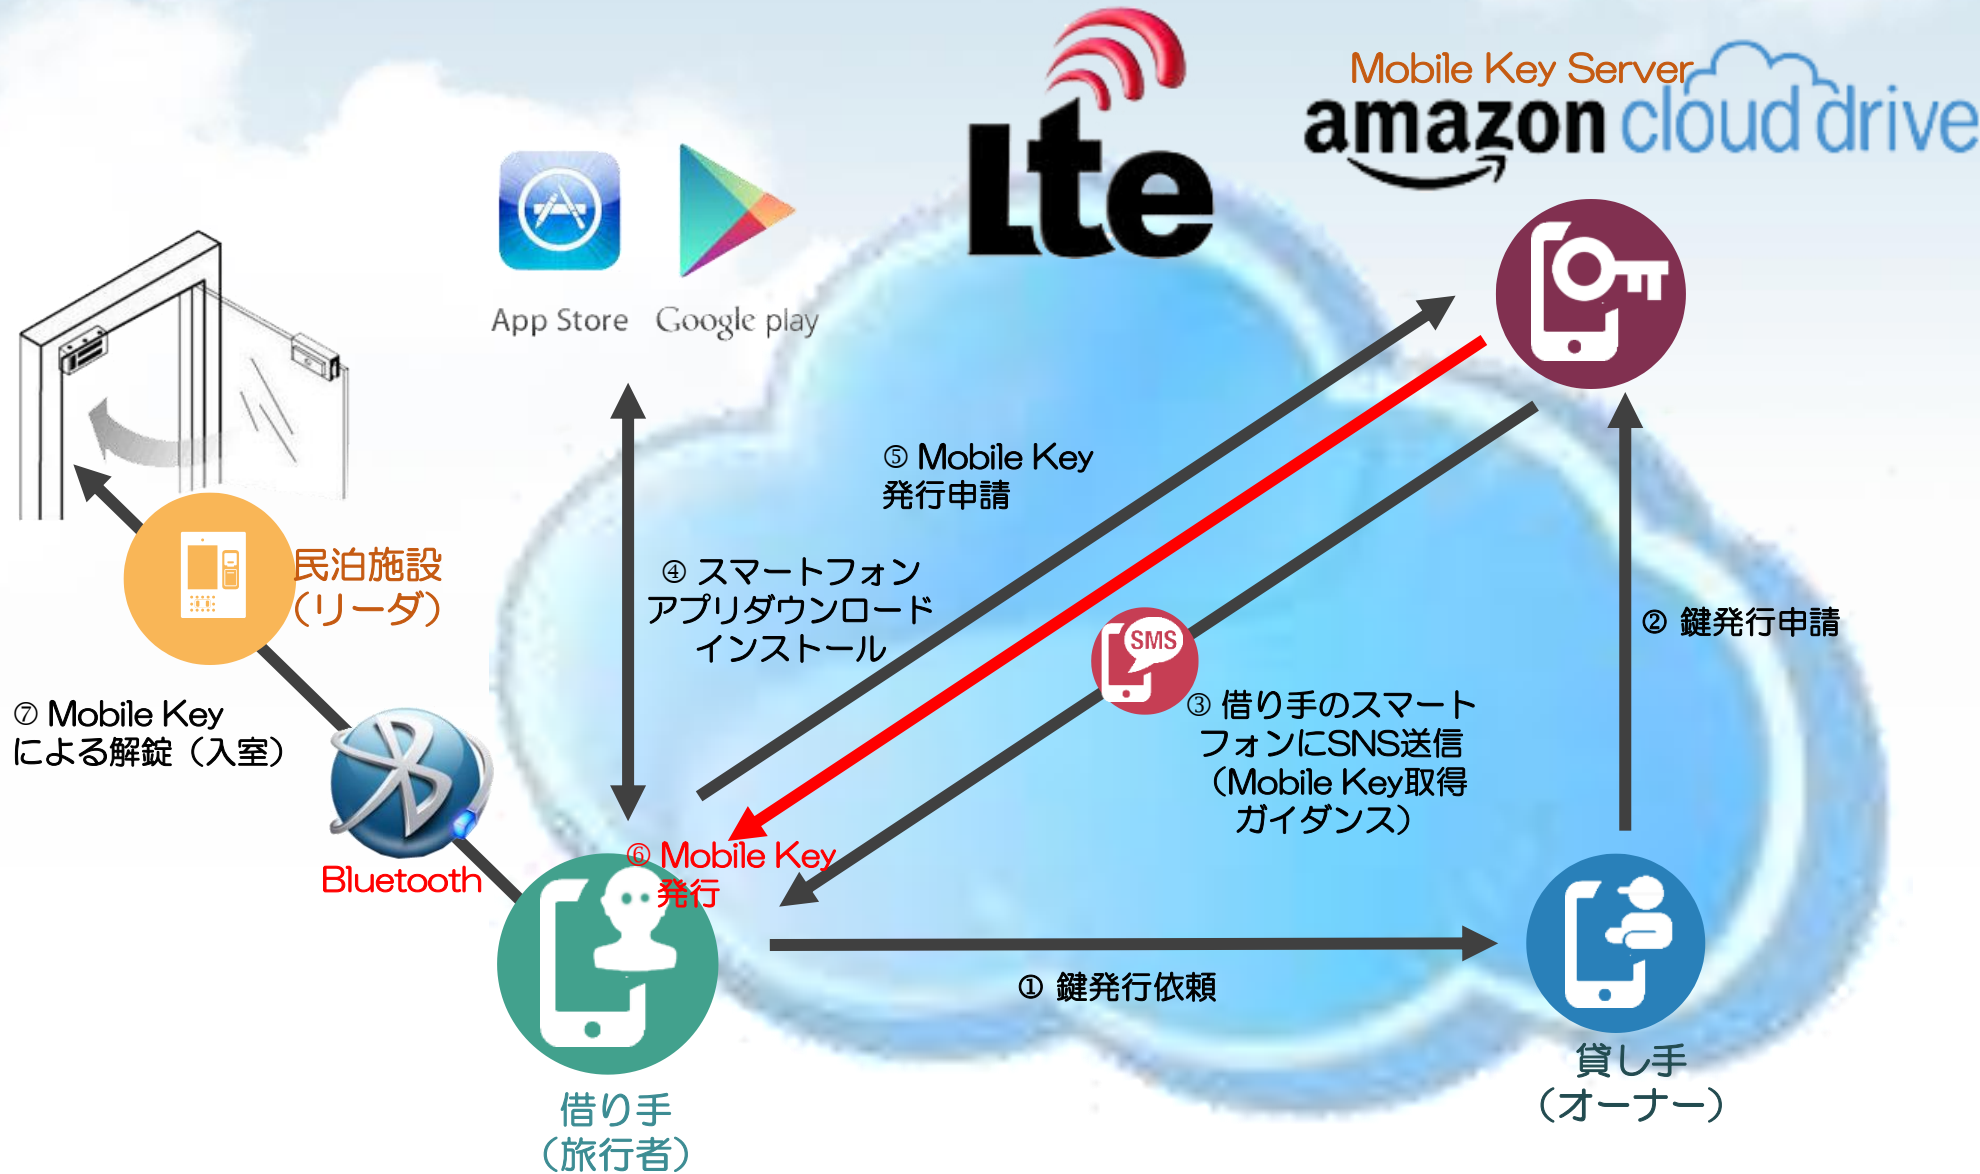 Mobile Key Server
amazon cloud drive
Lte
App Store
Google play
⑤ Mobile Key
発行申請
民泊施設
（リーダ）
④ スマートフォン
アプリダウンロード
インストール
② 鍵発行申請
SMS
③ 借り手のスマート
フォンにSNS送信
（Mobile Key取得
ガイダンス）
⑦ Mobile Key
による解錠（入室）
Bluetooth
⑥ Mobile Key
発行
① 鍵発行依頼
貸し手
（オーナー）
借り手
（旅行者）